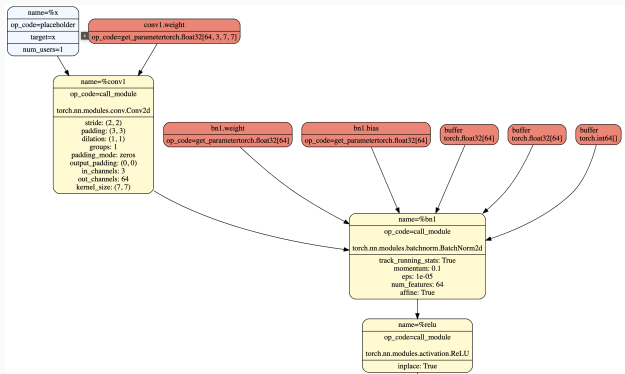 name=%x
op_code=placeholder
target=x
num_users=1
conv1.weight
op_code=get_parametertorch.float32[64, 3, 7, 7]
name=%conv1
op_code=call_module
torch.nn.modules.conv.Conv2d
stride: (2, 2)
padding: (3, 3)
dilation: (1, 1)
groups: 1
padding_mode: zeros
output_padding: (0, 0)
in_channels: 3
out_channels: 64
kernel_size: (7, 7)
bn1.weight
op_code=get_parametertorch.float32[64]
bn1.bias
op_code=get_parametertorch.float32[64]
buffer
torch.float32[64]
buffer
torch.float32[64]
buffer
torch.int64[]
name=%bn1
op_code=call_module
torch.nn.modules.batchnorm.BatchNorm2d
track_running_stats: True
momentum: 0.1
eps: 1e-05
num_features: 64
affine: True
name=%relu
op_code=call_module
torch.nn.modules.activation.ReLU
inplace: True